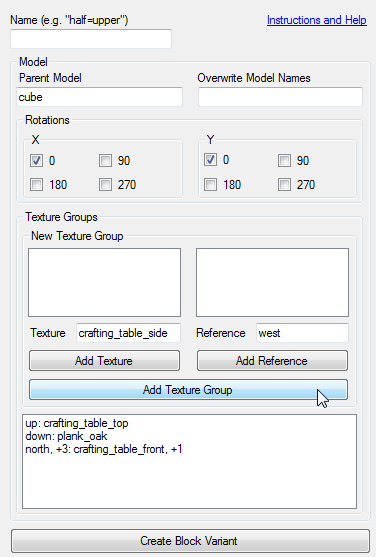 Name (e.g. "half=upper") Instructions and Help
Model
Parent Model Overwrite Model Names
cube
Rotations
X Y
0 90 0 90
180 270 180 270
Texture Groups
New Texture Group
Texture crafting_table_side Reference west
Add Texture Add Reference
Add Texture Group
up: crafting_table_top
down: plank_oak
north, +3: crafting_table_front, +1
Create Block Variant